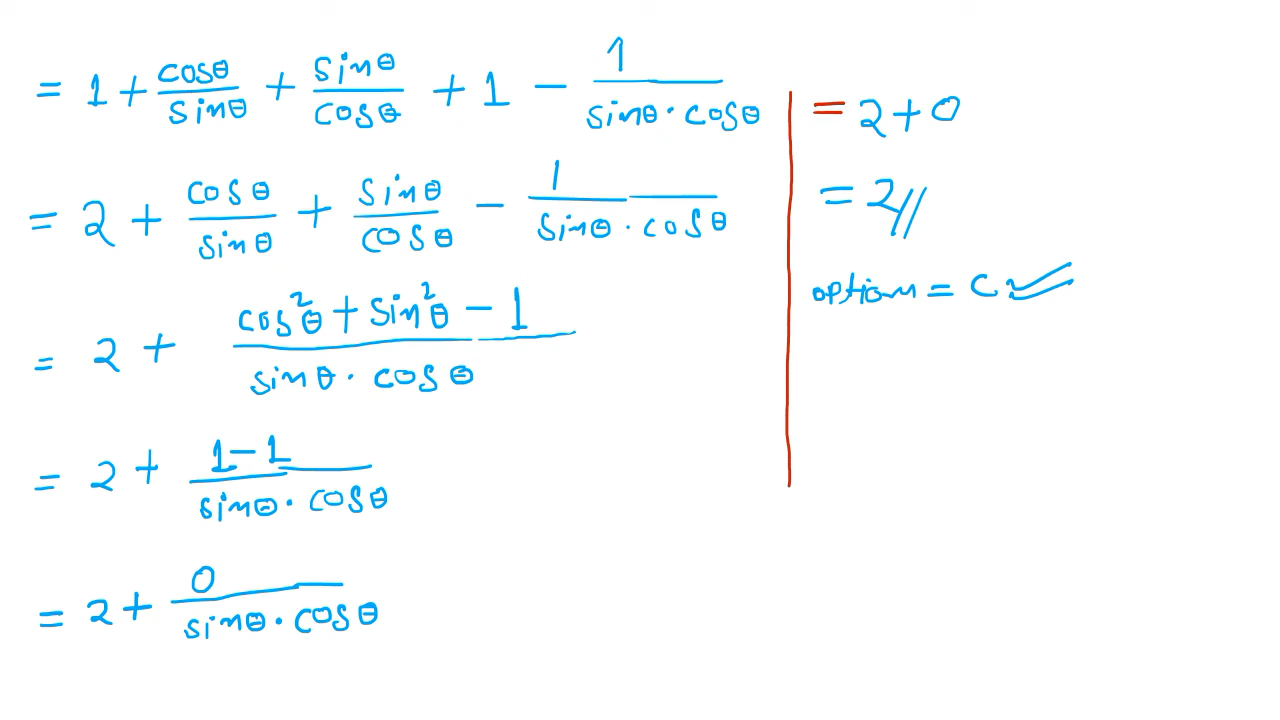 = 1 + cosθ/sinθ + sinθ/cosθ + 1 − 1/(sinθ · cosθ)
= 2 + cosθ/sinθ + sinθ/cosθ − 1/(sinθ · cosθ)
= 2 + (cos²θ + sin²θ − 1)/(sinθ · cosθ)
= 2 + (1−1)/(sinθ · cosθ)
= 2 + 0/(sinθ · cosθ)
= 2 + 0
= 2//
option = C ✓